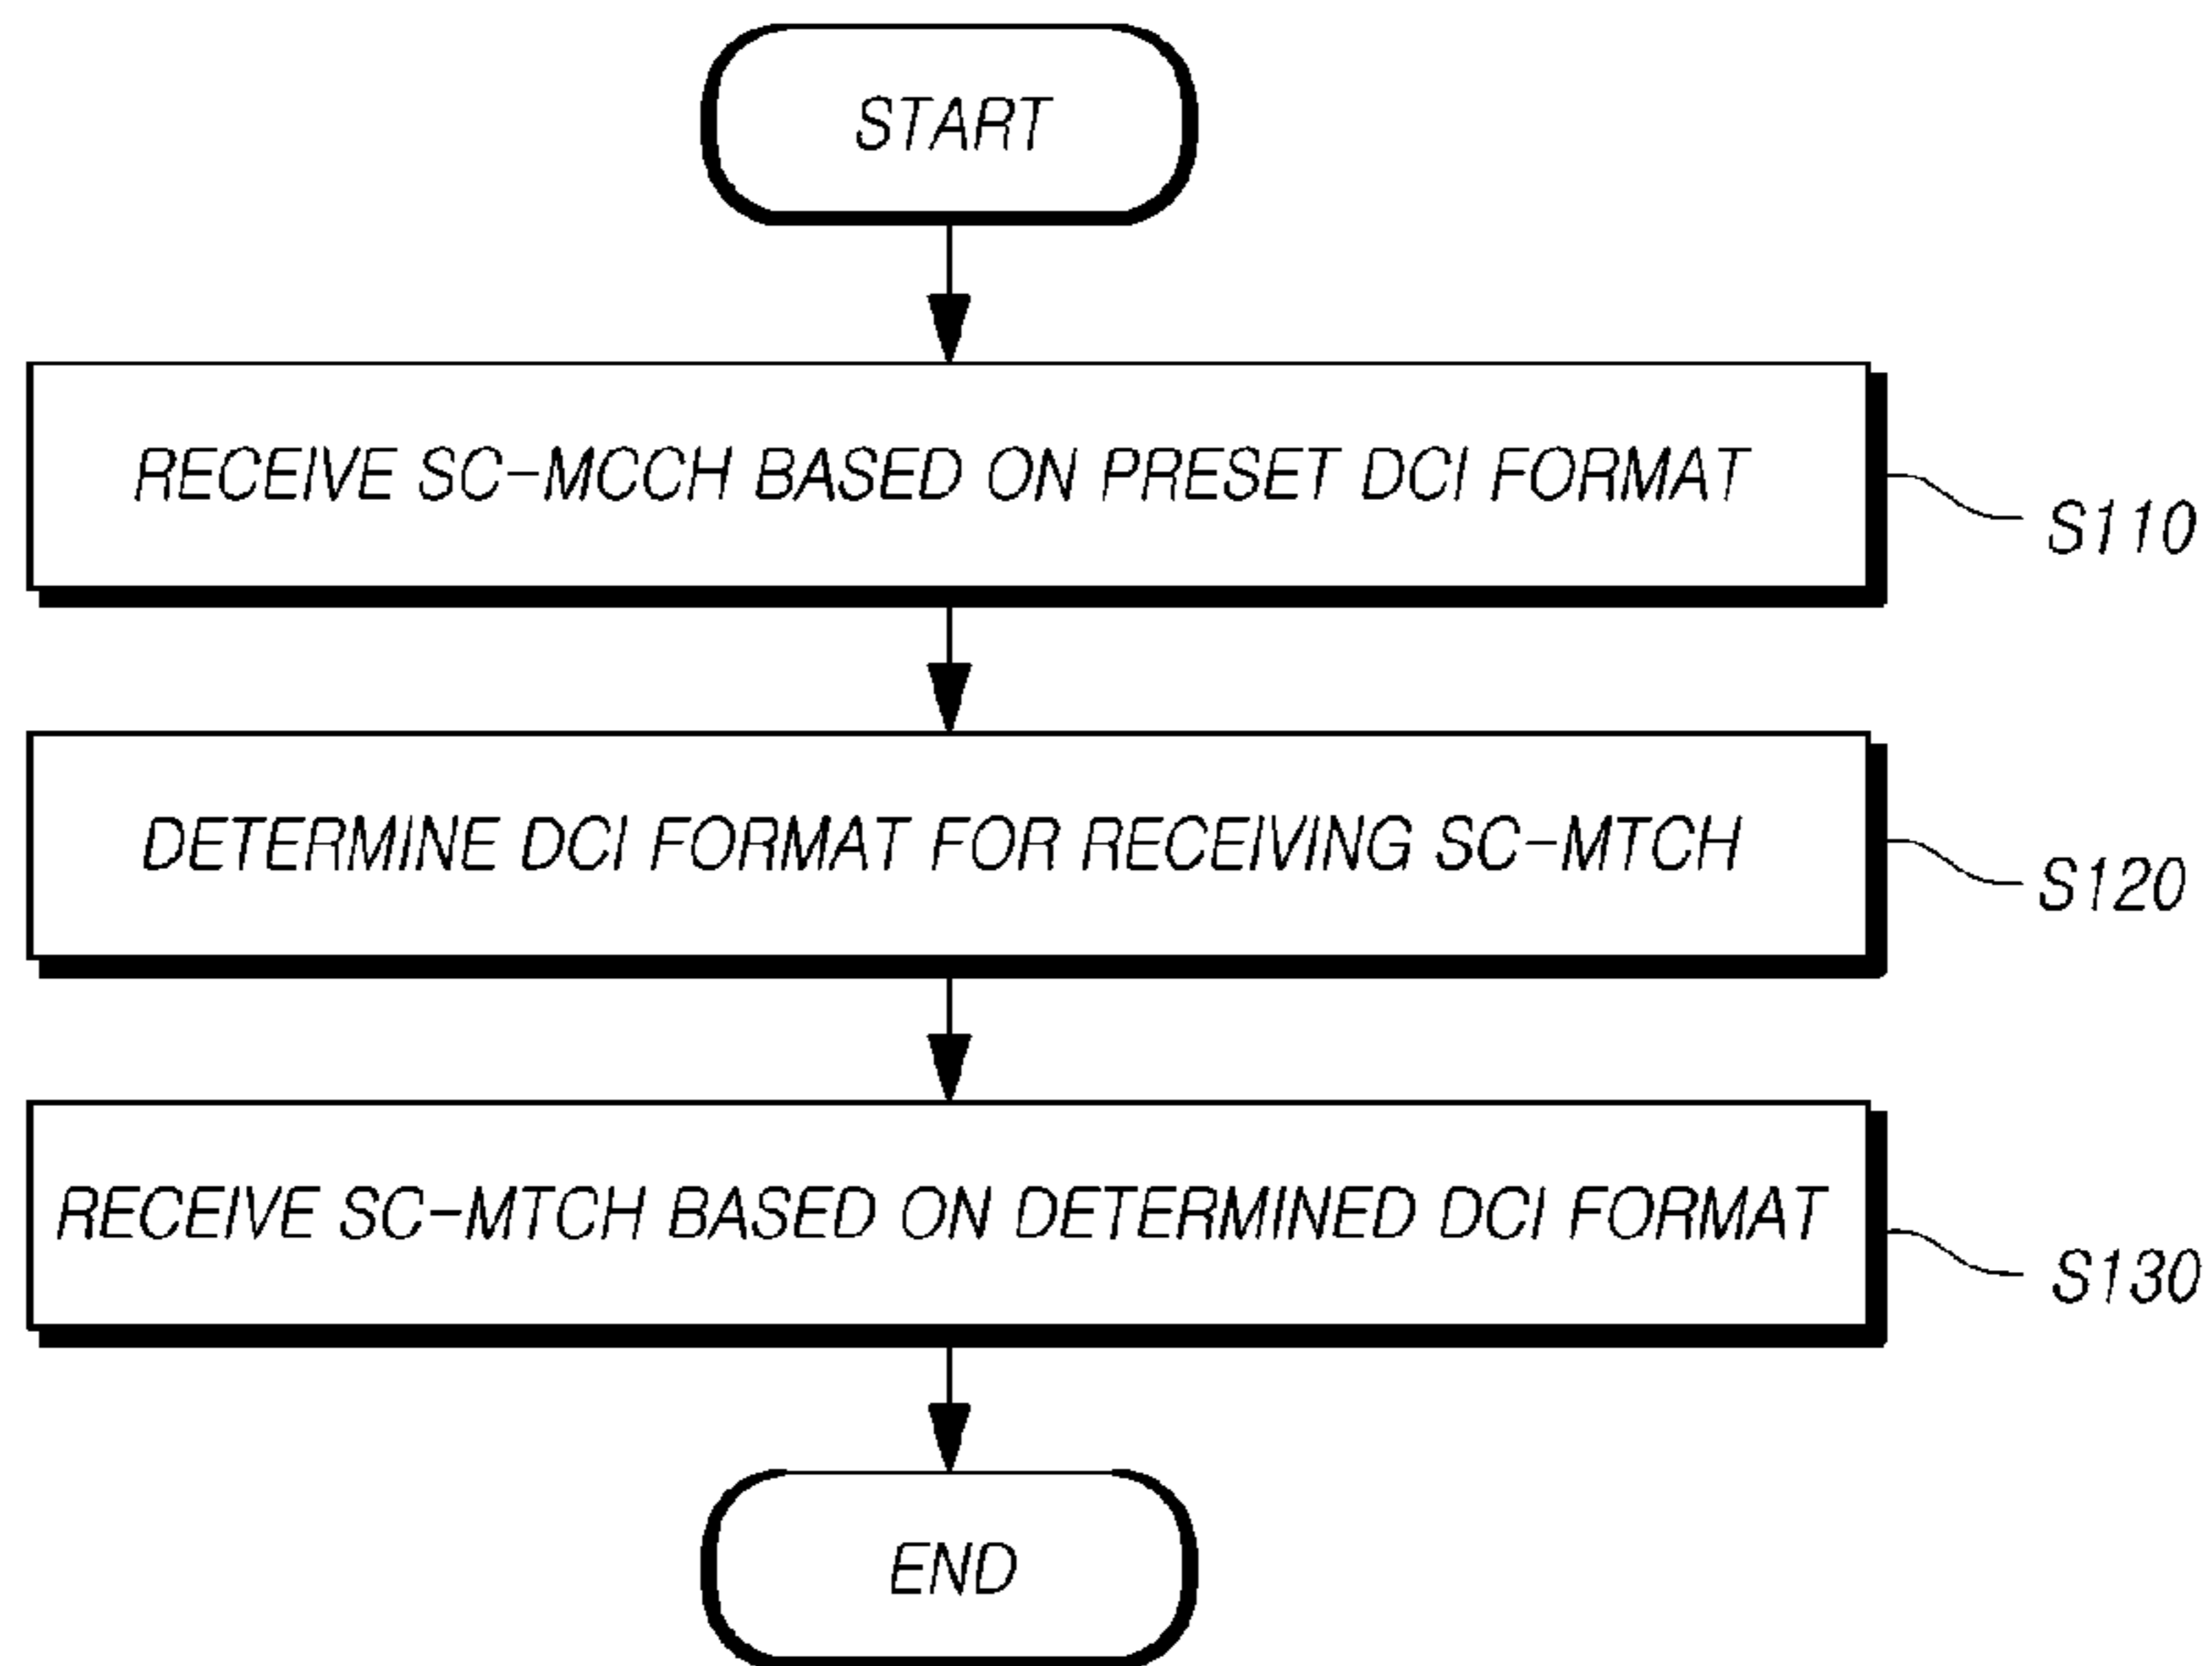 START
RECEIVE SC-MCCH BASED ON PRESET DCI FORMAT
S110
DETERMINE DCI FORMAT FOR RECEIVING SC-MTCH
S120
RECEIVE SC-MTCH BASED ON DETERMINED DCI FORMAT
S130
END